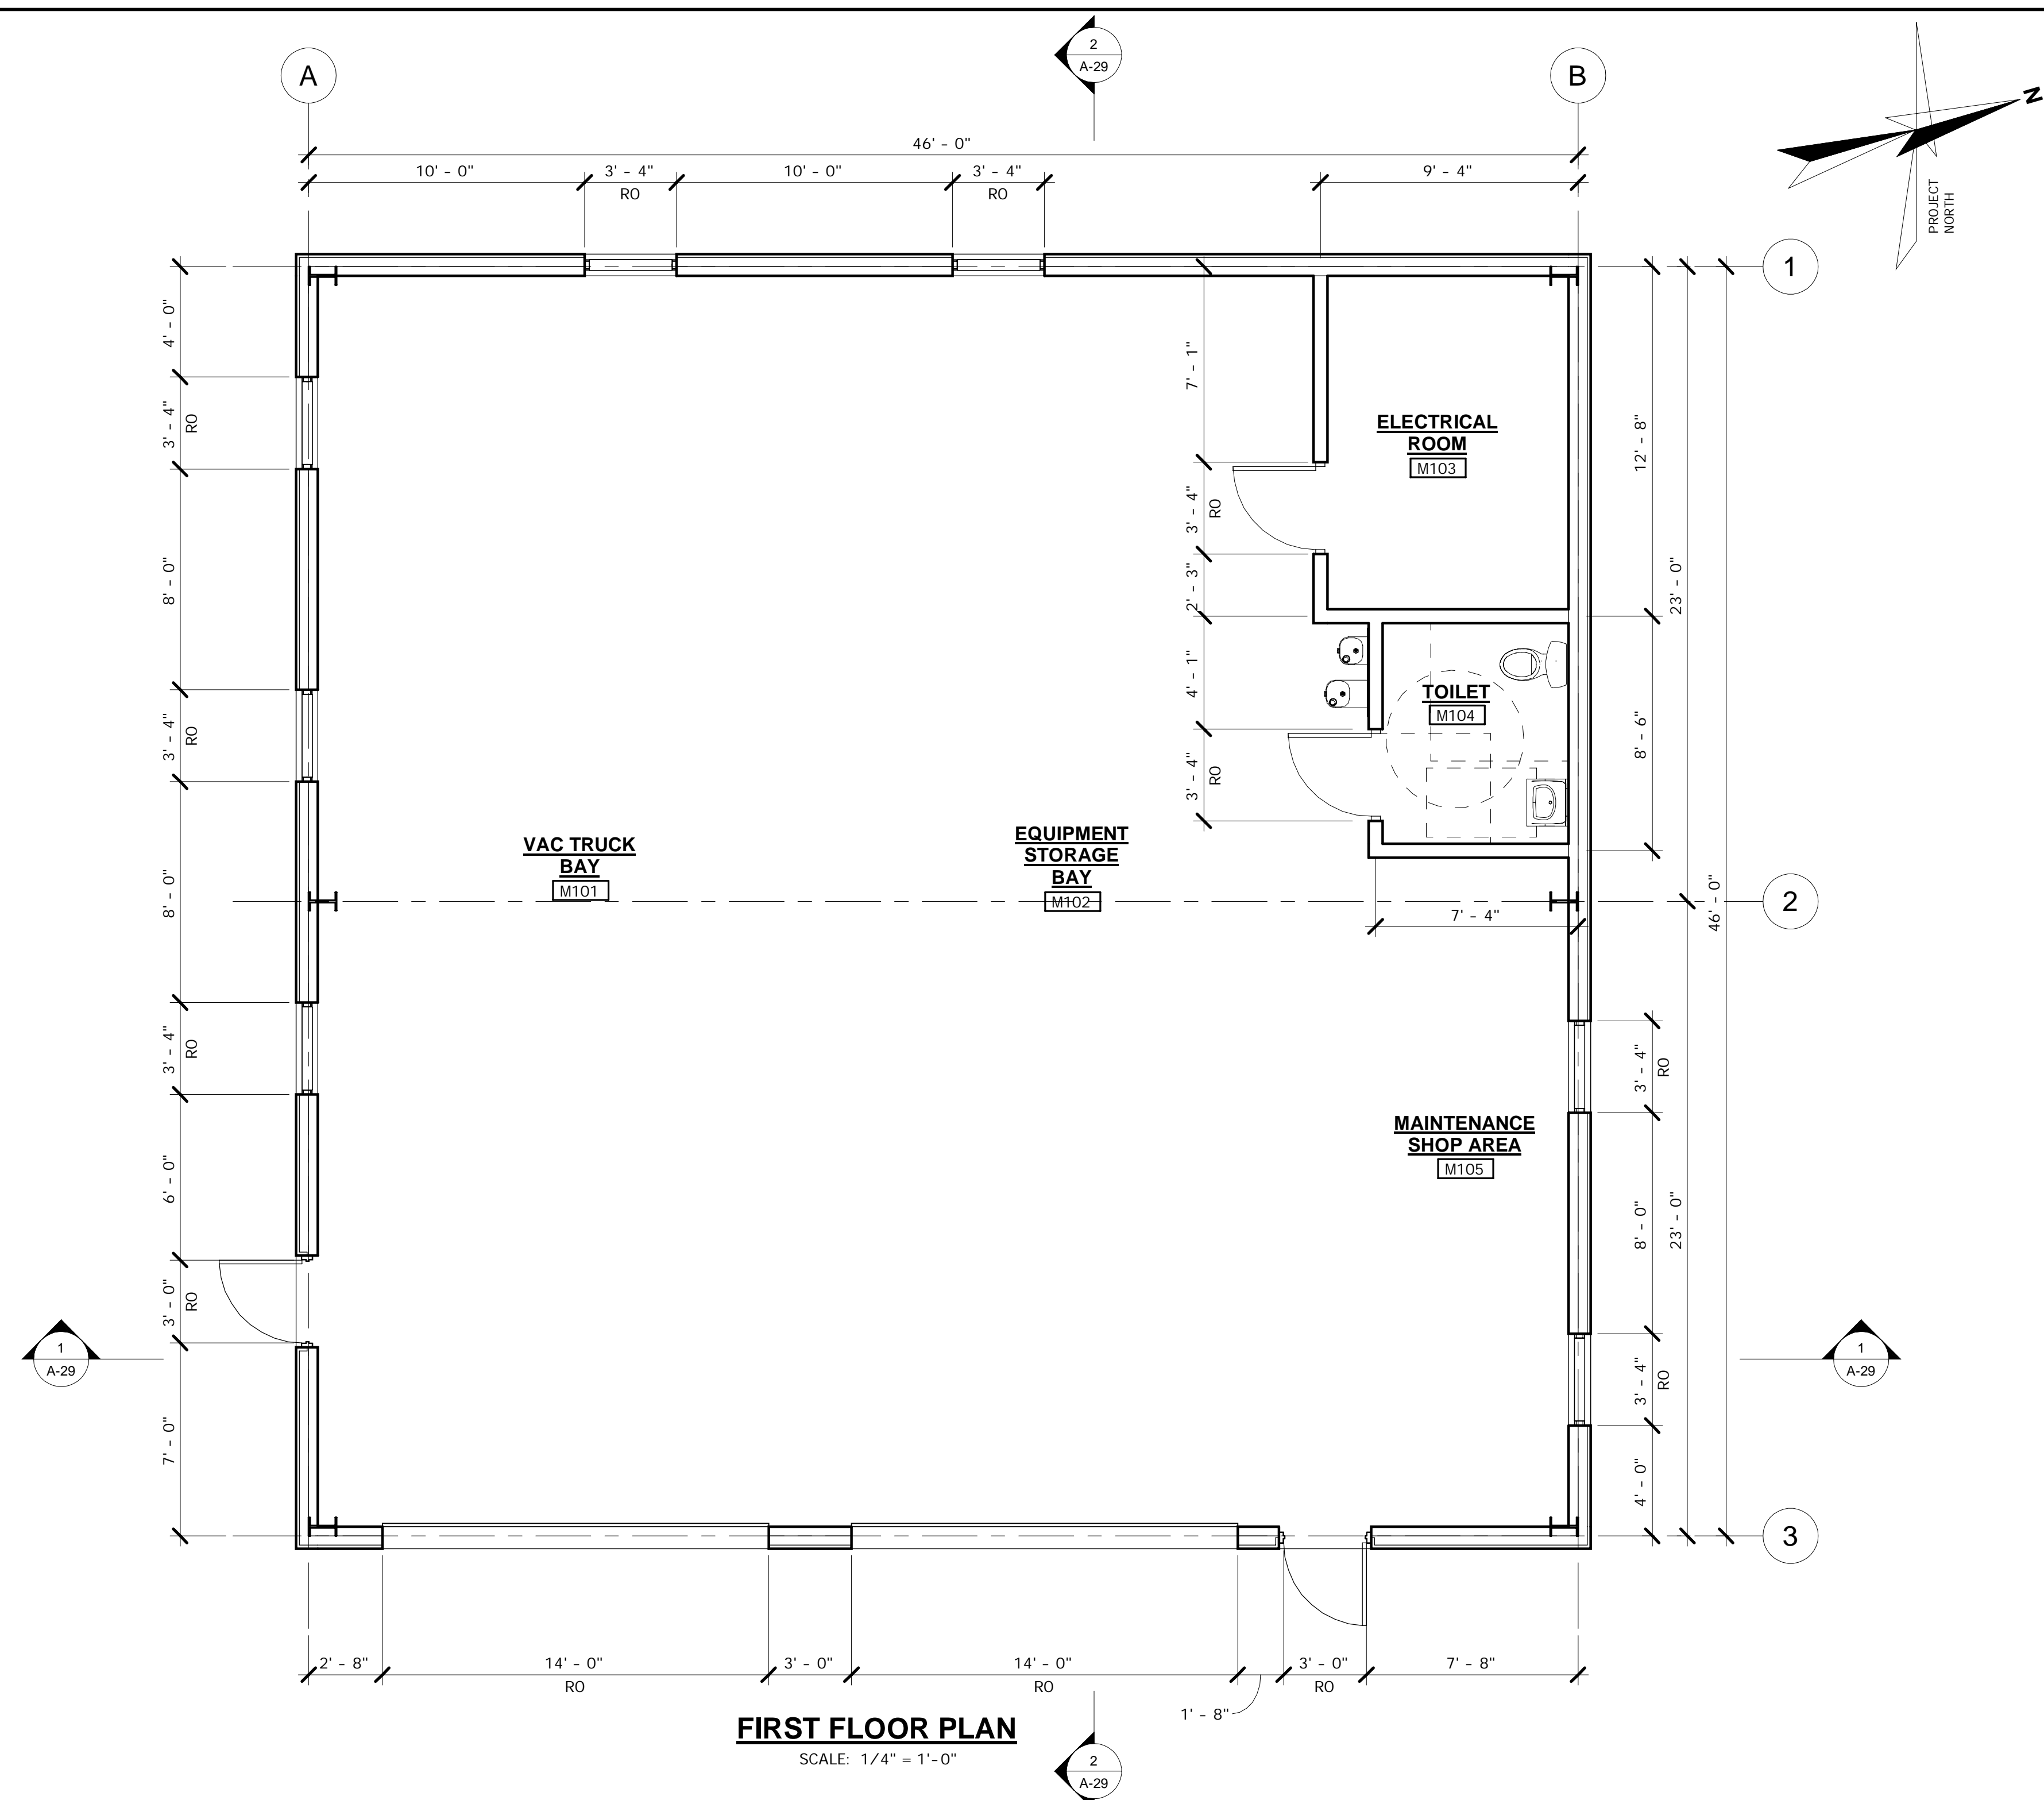 2
A-29
A
B
N
PROJECT
NORTH
46' - 0"
10' - 0"
3' - 4"
RO
10' - 0"
3' - 4"
RO
9' - 4"
1
4' - 0"
3' - 4"
RO
8' - 0"
3' - 4"
RO
8' - 0"
3' - 4"
RO
6' - 0"
3' - 0"
RO
7' - 0"
7' - 1"
3' - 4"
RO
2' - 3"
4' - 1"
3' - 4"
RO
ELECTRICAL
ROOM
M103
TOILET
M104
VAC TRUCK
BAY
M101
EQUIPMENT
STORAGE
BAY
M102
7' - 4"
MAINTENANCE
SHOP AREA
M105
12' - 8"
8' - 6"
3' - 4"
RO
8' - 0"
3' - 4"
RO
4' - 0"
23' - 0"
23' - 0"
46' - 0"
2
3
1
A-29
1
A-29
2' - 8"
14' - 0"
RO
3' - 0"
14' - 0"
RO
1' - 8"
3' - 0"
RO
7' - 8"
FIRST FLOOR PLAN
SCALE: 1/4" = 1'-0"
2
A-29